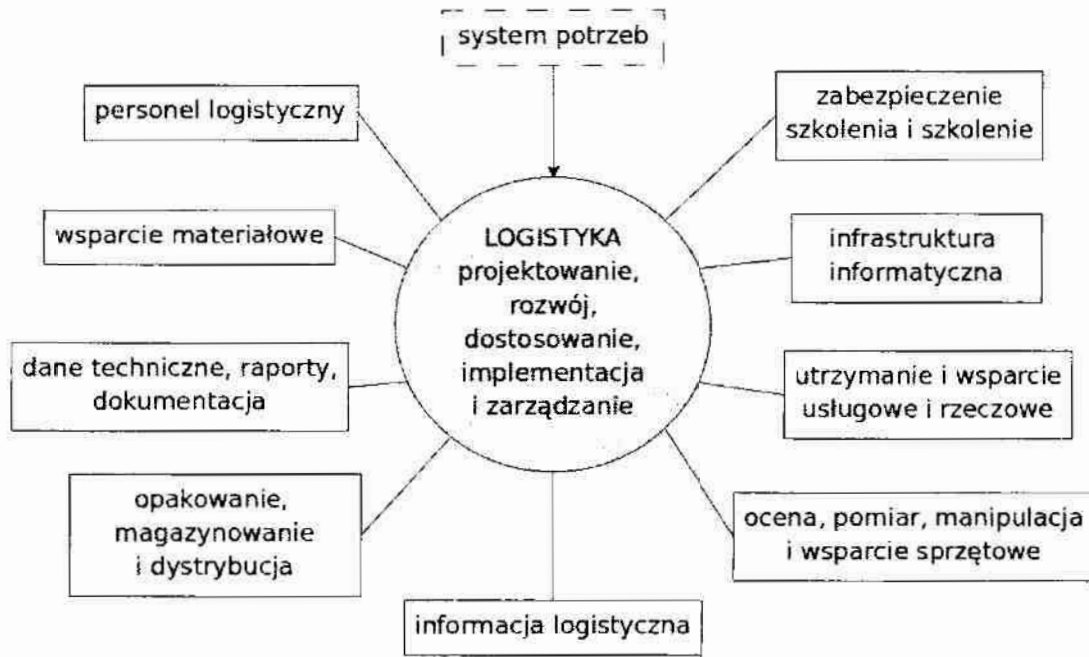 system potrzeb
personel logistyczny
zabezpieczenie
szkolenia i szkolenie
wsparcie materiałowe
infrastruktura
informatyczna
LOGISTYKA
projektowanie,
rozwój,
dostosowanie,
implementacja
i zarządzanie
dane techniczne, raporty,
dokumentacja
utrzymanie i wsparcie
usługowe i rzeczowe
opakowanie,
magazynowanie
i dystrybucja
ocena, pomiar, manipulacja
i wsparcie sprzętowe
informacja logistyczna